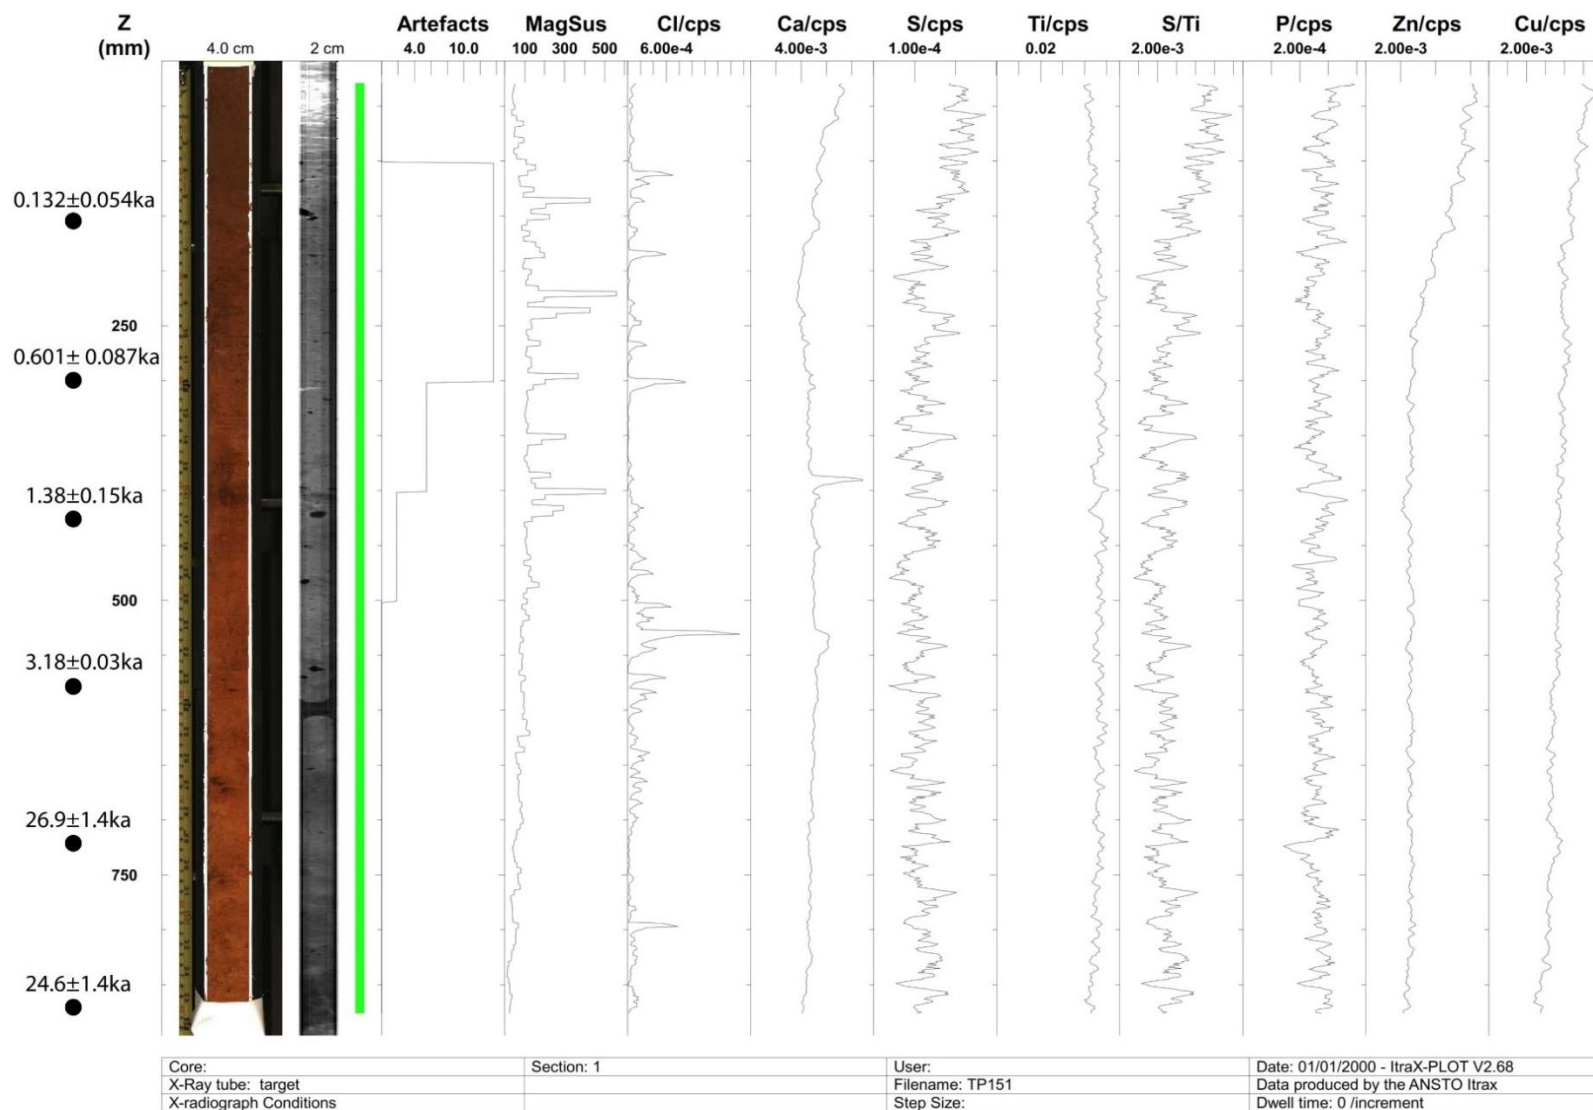 Z
(mm)
4.0 cm
2 cm
Artefacts
4.0 10.0
MagSus
100 300 500
Cl/cps
6.00e-4
Ca/cps
4.00e-3
S/cps
1.00e-4
Ti/cps
0.02
S/Ti
2.00e-3
P/cps
2.00e-4
Zn/cps
2.00e-3
Cu/cps
2.00e-3
0.132±0.054ka
250
0.601± 0.087ka
1.38±0.15ka
500
3.18±0.03ka
26.9±1.4ka
750
24.6±1.4ka
Core:
Section: 1
User:
Date: 01/01/2000 - ItraX-PLOT V2.68
X-Ray tube: target
Filename: TP151
Data produced by the ANSTO Itrax
X-radiograph Conditions
Step Size:
Dwell time: 0 /increment